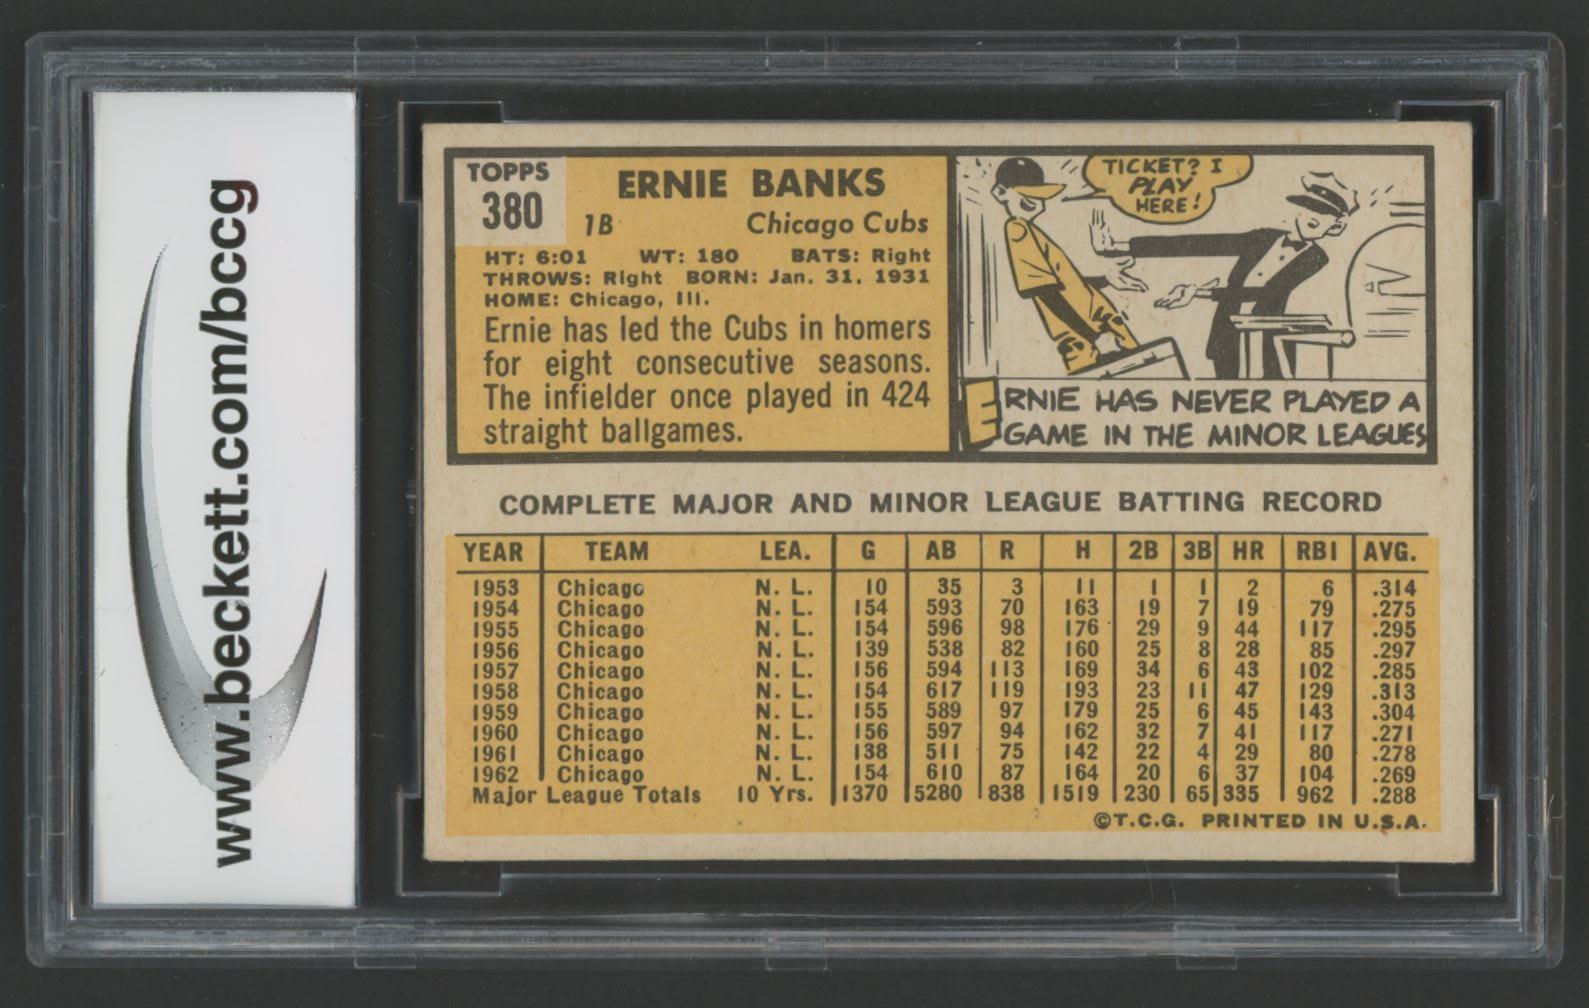 www.beckett.com/bccg
TOPPS
380
ERNIE BANKS
1B Chicago Cubs
HT: 6:01 WT: 180 BATS: Right
THROWS: Right BORN: Jan. 31, 1931
HOME: Chicago, Ill.
Ernie has led the Cubs in homers
for eight consecutive seasons.
The infielder once played in 424
straight ballgames.
TICKET? I
PLAY
HERE!
ERNIE HAS NEVER PLAYED A
GAME IN THE MINOR LEAGUES
COMPLETE MAJOR AND MINOR LEAGUE BATTING RECORD
YEAR TEAM LEA. G AB R H 2B 3B HR RBI AVG.
1953 Chicago N. L. 10 35 3 11 1 1 2 6 .314
1954 Chicago N. L. 154 593 70 163 19 7 19 79 .275
1955 Chicago N. L. 154 596 98 176 29 9 44 117 .295
1956 Chicago N. L. 139 538 82 160 25 8 28 85 .297
1957 Chicago N. L. 156 594 113 169 34 6 43 102 .285
1958 Chicago N. L. 154 617 119 193 23 11 47 129 .313
1959 Chicago N. L. 155 589 97 179 25 6 45 143 .304
1960 Chicago N. L. 156 597 94 162 32 7 41 117 .271
1961 Chicago N. L. 138 511 75 142 22 4 29 80 .278
1962 Chicago N. L. 154 610 87 164 20 6 37 104 .269
Major League Totals 10 Yrs. 1370 5280 838 1519 230 65 335 962 .288
©T.C.G. PRINTED IN U.S.A.